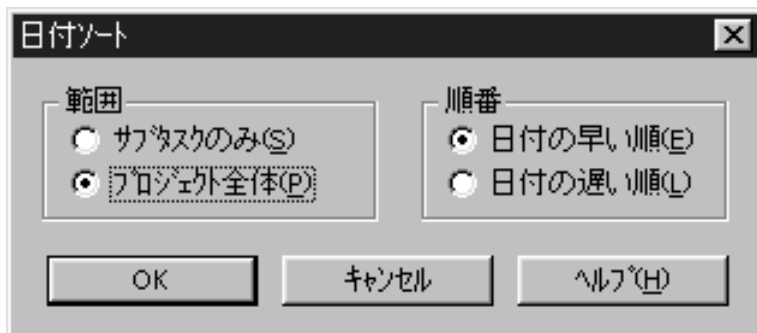 日付ソート
範囲
サブタスクのみ(S)
プロジェクト全体(P)
順番
日付の早い順(E)
日付の遅い順(L)
OK
キャンセル
ヘルプ(H)